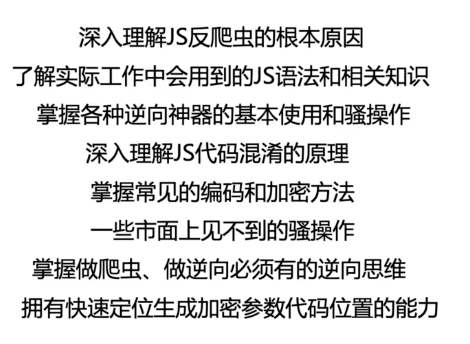 深入理解JS反爬虫的根本原因
了解实际工作中会用到的JS语法和相关知识
掌握各种逆向神器的基本使用和骚操作
深入理解JS代码混淆的原理
掌握常见的编码和加密方法
一些市面上见不到的骚操作
掌握做爬虫、做逆向必须有的逆向思维
拥有快速定位生成加密参数代码位置的能力